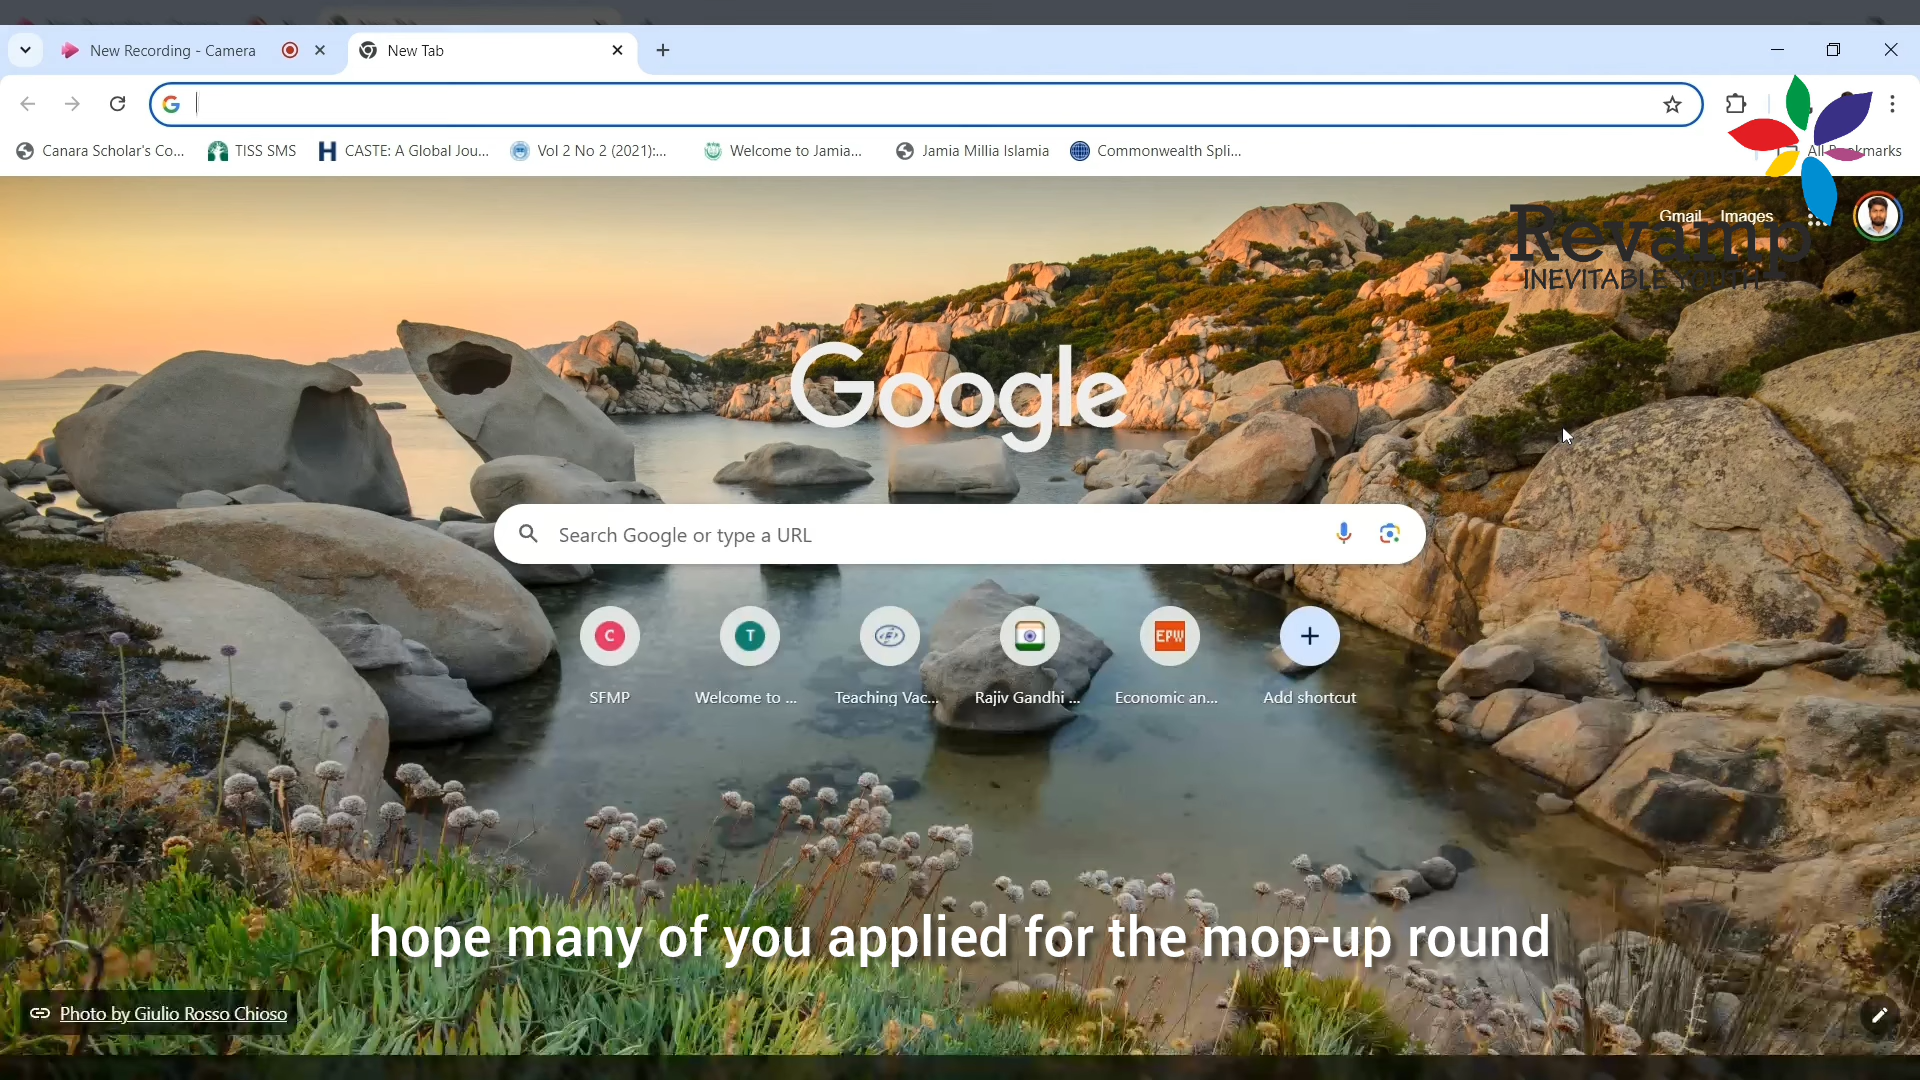 New Recording - Camera
New Tab
Canara Scholar's Co...
TISS SMS
CASTE: A Global Jou...
Vol 2 No 2 (2021):...
Welcome to Jamia...
Jamia Millia Islamia
Commonwealth Spli...
All Bookmarks
Gmail
Images
Revamp
INEVITABLE YOUTH
Google
Search Google or type a URL
C
T
EPW
SFMP
Welcome to ...
Teaching Vac...
Rajiv Gandhi ...
Economic an...
Add shortcut
hope many of you applied for the mop-up round
Photo by Giulio Rosso Chioso